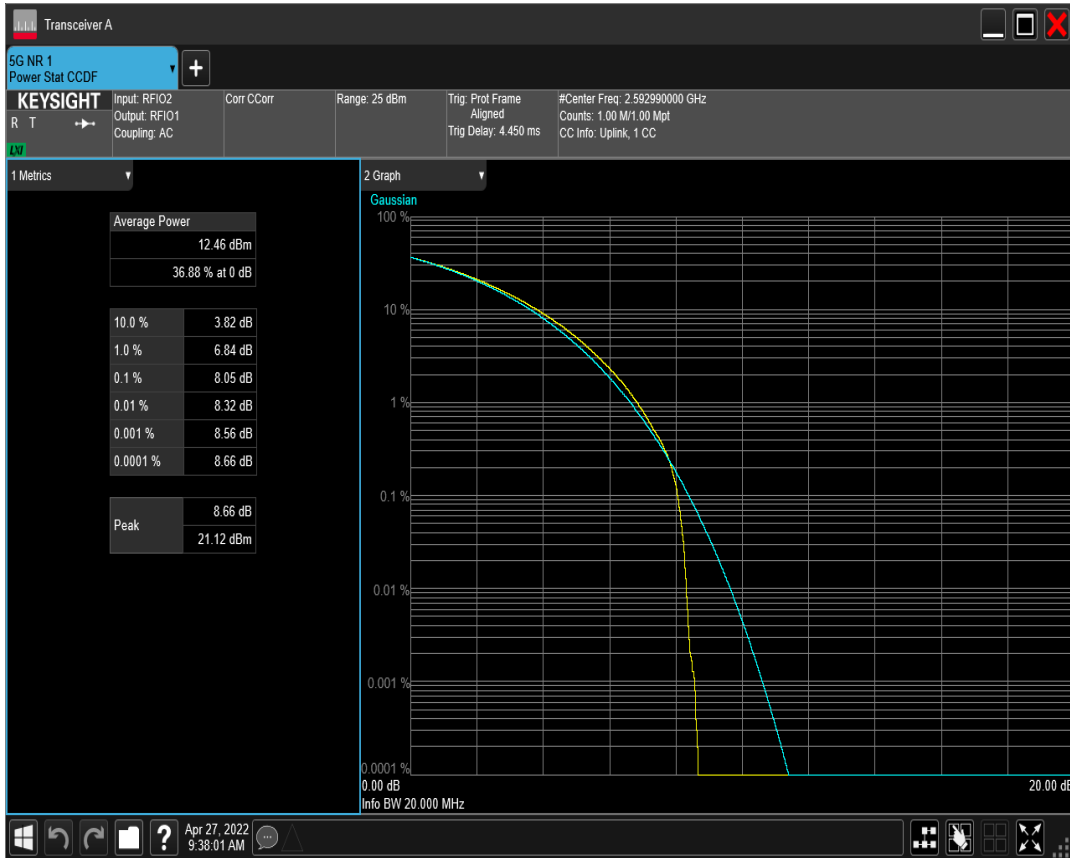 Transceiver A
5G NR 1
Power Stat CCDF
+
KEYSIGHT
R T
LXI
Input: RFIO2
Output: RFIO1
Coupling: AC
Corr CCorr
Range: 25 dBm
Trig: Prot Frame
Aligned
Trig Delay: 4.450 ms
#Center Freq: 2.592990000 GHz
Counts: 1.00 M/1.00 Mpt
CC Info: Uplink, 1 CC
1 Metrics
Average Power
12.46 dBm
36.88 % at 0 dB
10.0 % 3.82 dB
1.0 % 6.84 dB
0.1 % 8.05 dB
0.01 % 8.32 dB
0.001 % 8.56 dB
0.0001 % 8.66 dB
Peak 8.66 dB
21.12 dBm
2 Graph
Gaussian
100 %
10 %
1 %
0.1 %
0.01 %
0.001 %
0.0001 %
0.00 dB 20.00 dB
Info BW 20.000 MHz
? Apr 27, 2022
9:38:01 AM